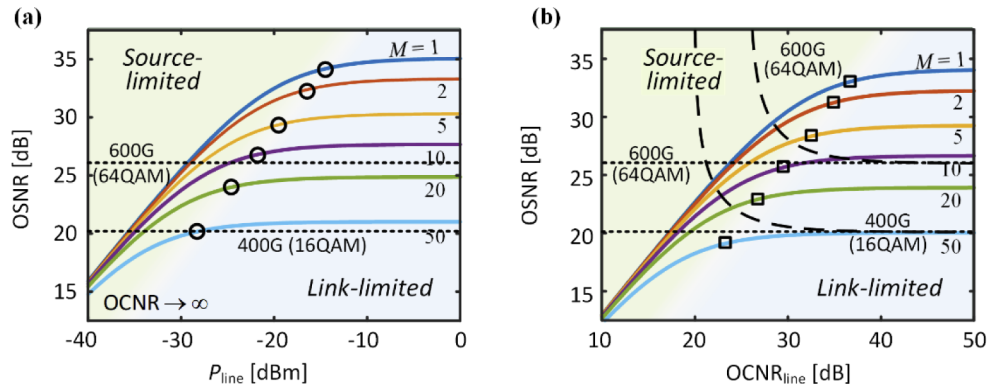 (a)
35
30
25
20
15
OSNR [dB]
Source-
limited
M = 1
2
5
10
20
50
600G
(64QAM)
400G (16QAM)
OCNR → ∞
Link-limited
-40
-30
-20
-10
0
Pline [dBm]
(b)
35
30
25
20
15
OSNR [dB]
Source-
limited
600G
(64QAM)
M = 1
2
5
10
20
50
600G
(64QAM)
400G
(16QAM)
Link-limited
10
20
30
40
50
OCNRline [dB]